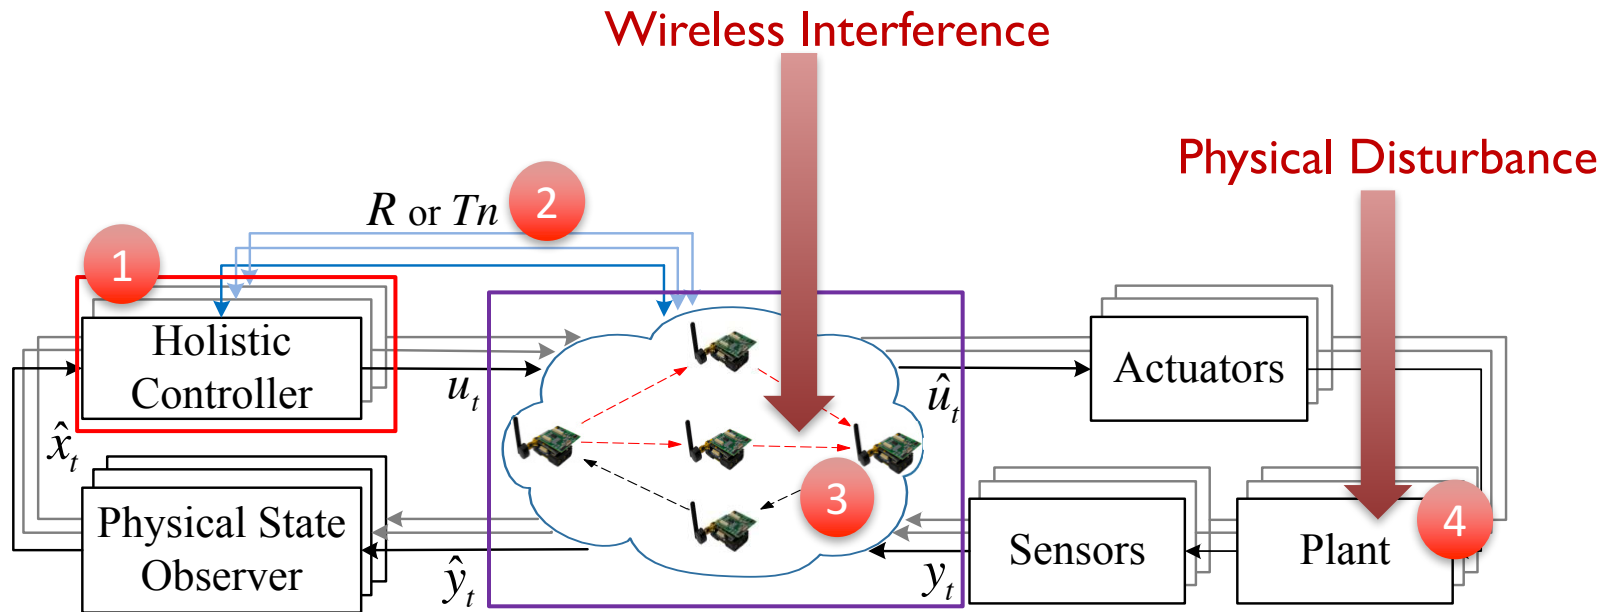 Wireless Interference
Physical Disturbance
R or Tn
2
1
Holistic
Controller
u_t
û_t
Actuators
x̂_t
3
4
Physical State
Observer
ŷ_t
y_t
Sensors
Plant